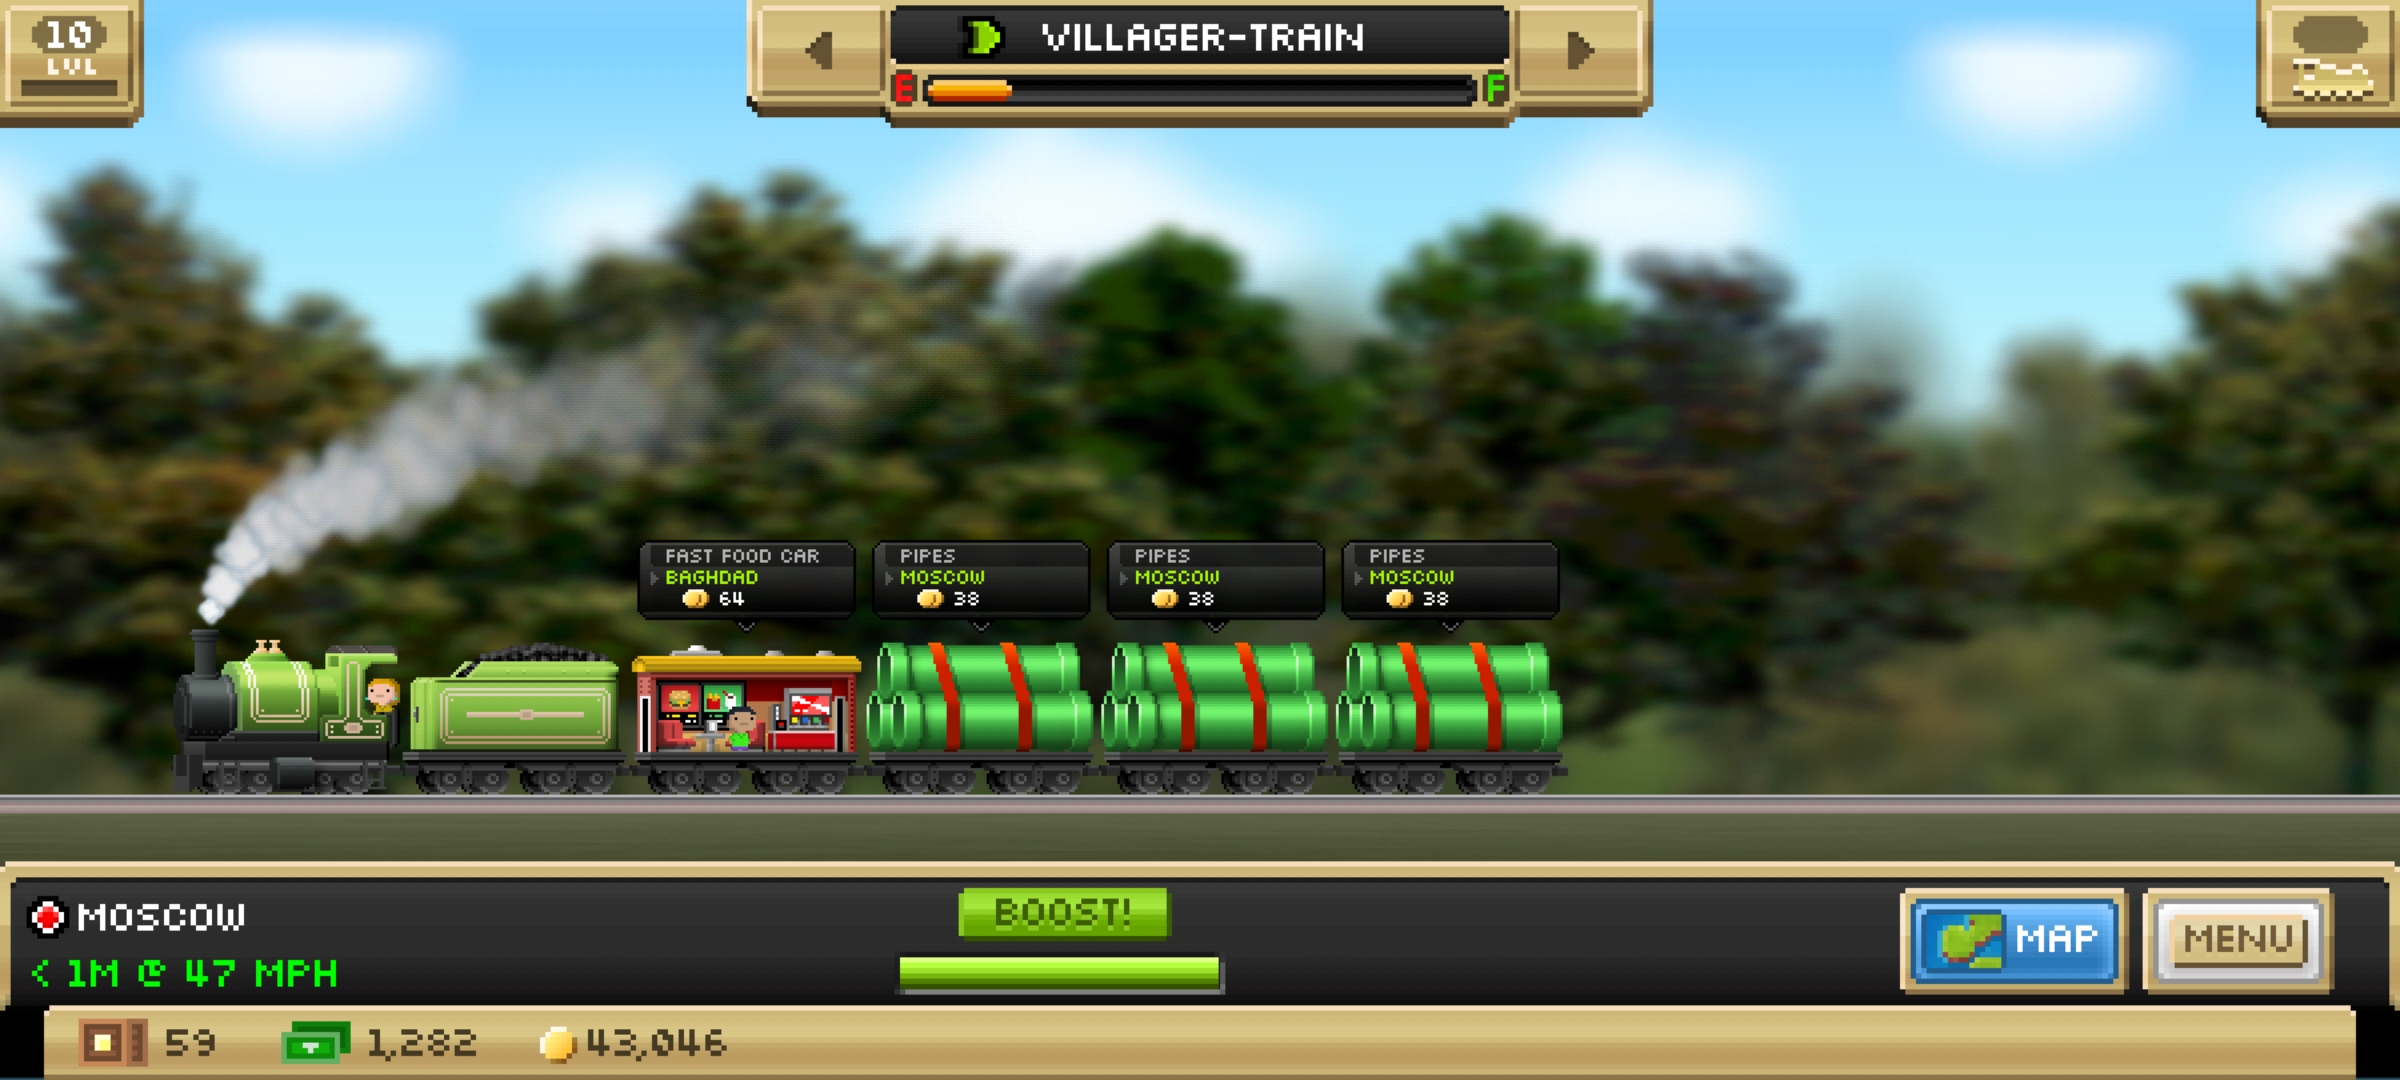 10
LVL
VILLAGER-TRAIN
E F
FAST FOOD CAR
BAGHDAD
64
PIPES
MOSCOW
38
PIPES
MOSCOW
38
PIPES
MOSCOW
38
MOSCOW
< 1M @ 47 MPH
BOOST!
MAP
MENU
59
1,282
43,046